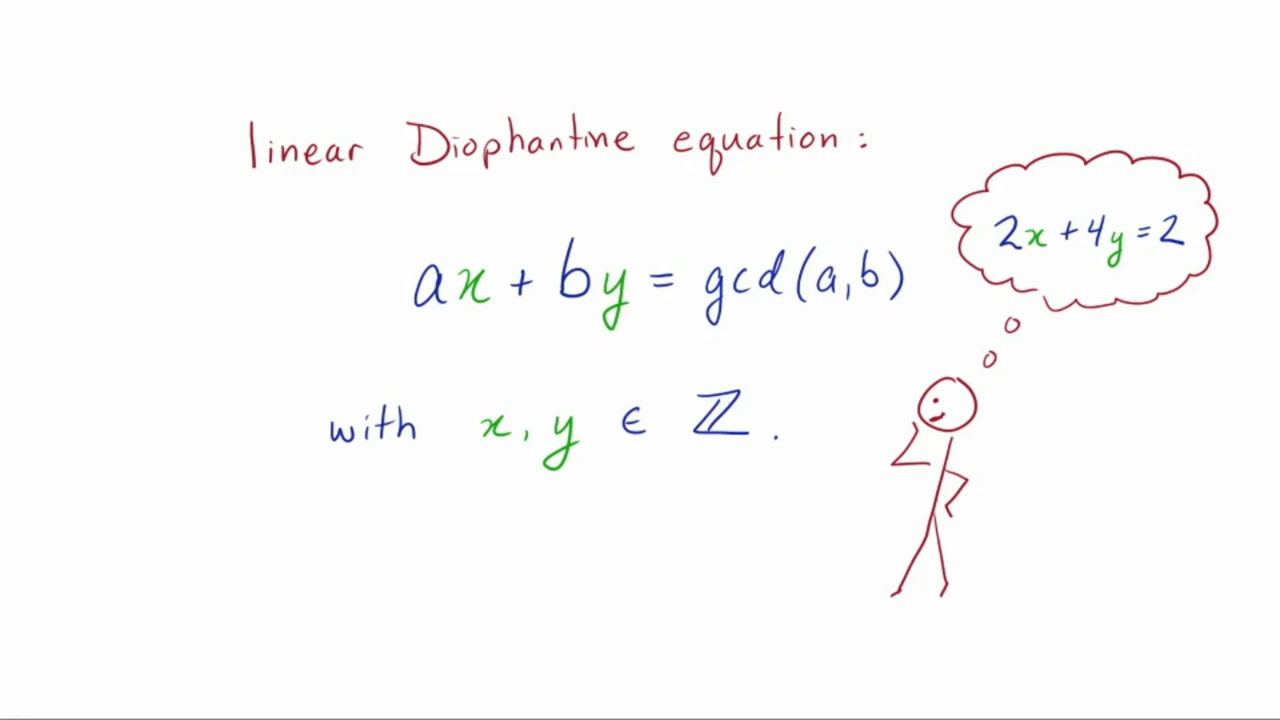 linear Diophantine equation:
2x + 4y = 2
ax + by = gcd(a,b)
with x, y ∈ ℤ.